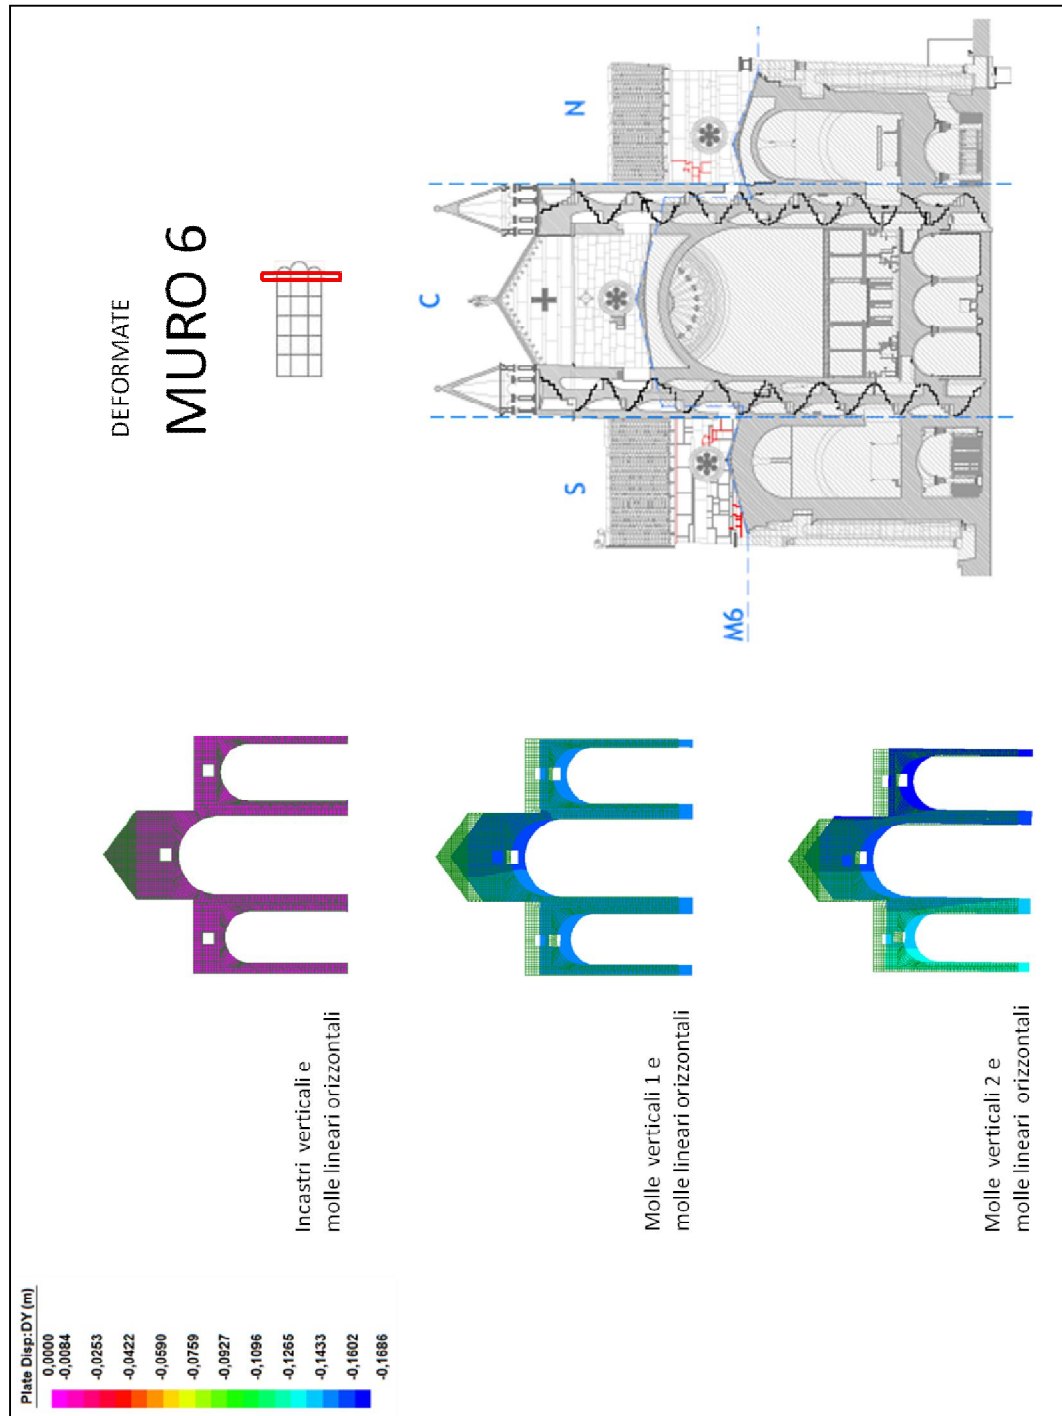 DEFORMATE
MURO 6
S
C
N
M6
Incastri verticali e
molle lineari orizzontali
Molle verticali 1 e
molle lineari orizzontali
Molle verticali 2 e
molle lineari orizzontali
Plate Disp:DY (m)
0,0000
-0,0084
-0,0253
-0,0422
-0,0590
-0,0759
-0,0927
-0,1096
-0,1265
-0,1433
-0,1602
-0,1686